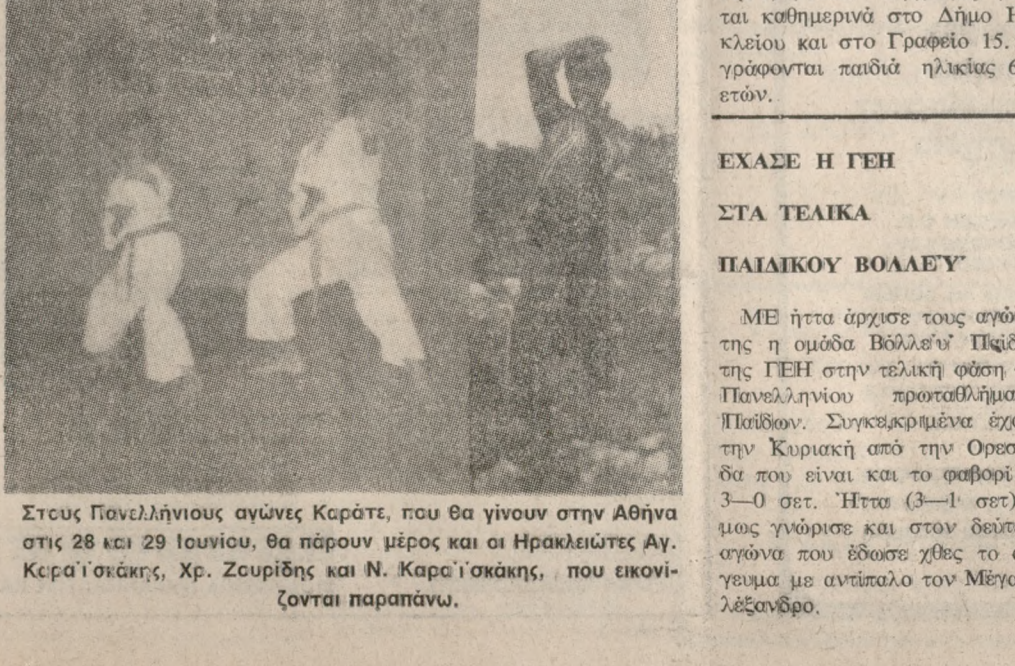 Στους Πανελλήνιους αγώνες Καράτε, που θα γίνουν στην Αθήνα
στις 28 και 29 Ιουνίου, θα πάρουν μέρος και οι Ηρακλειώτες Αγ.
Καραϊσκάκης, Χρ. Ζουρίδης και Ν. Καραϊσκάκης, που εικονί-
ζονται παραπάνω.
ται καθημερινά στο Δήμο Η
κλείου και στο Γραφείο 15.
γράφονται παιδιά ηλικίας 6
ετών.
ΕΧΑΣΕ Η ΓΕΗ
ΣΤΑ ΤΕΛΙΚΑ
ΠΑΙΔΙΚΟΥ ΒΟΛΛΕΎ
ΜΕ ήττα άρχισε τους αγώ
της η ομάδα Βόλλεϋ Παίδ
της ΓΕΗ στην τελική φάση
Πανελληνίου πρωταθλήμα
Παίδων. Συγκεκριμένα έχα
την Κυριακή από την Ορεσ
δα που είναι και το φαβορί
3—0 σετ. Ήττα (3—1 σετ)
μως γνώρισε και στον δεύτ
αγώνα που έδωσε χθες το α
γευμα με αντίπαλο τον Μέγα
λέξανδρο.